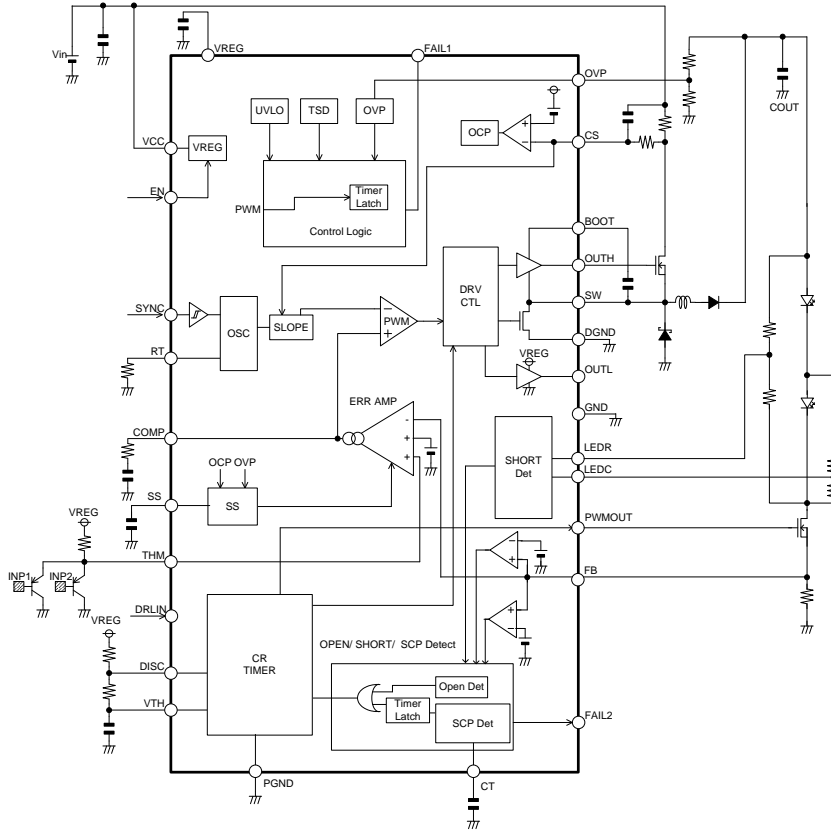 VREG
FAIL1
Vin
OVP
COUT
UVLO
TSD
OVP
OCP
+
−
CS
VCC
VREG
EN
PWM
Timer
Latch
Control Logic
BOOT
OUTH
DRV
CTL
SW
SYNC
OSC
SLOPE
−
PWM
+
DGND
RT
VREG
OUTL
ERR AMP
GND
COMP
-
+
+
SHORT
Det
LEDR
LEDC
OCP OVP
SS
SS
VREG
PWMOUT
THM
−
+
FB
INP1
INP2
DRLIN
VREG
+
−
OPEN/ SHORT/ SCP Detect
CR
TIMER
DISC
Open Det
Timer
Latch
SCP Det
VTH
FAIL2
PGND
CT